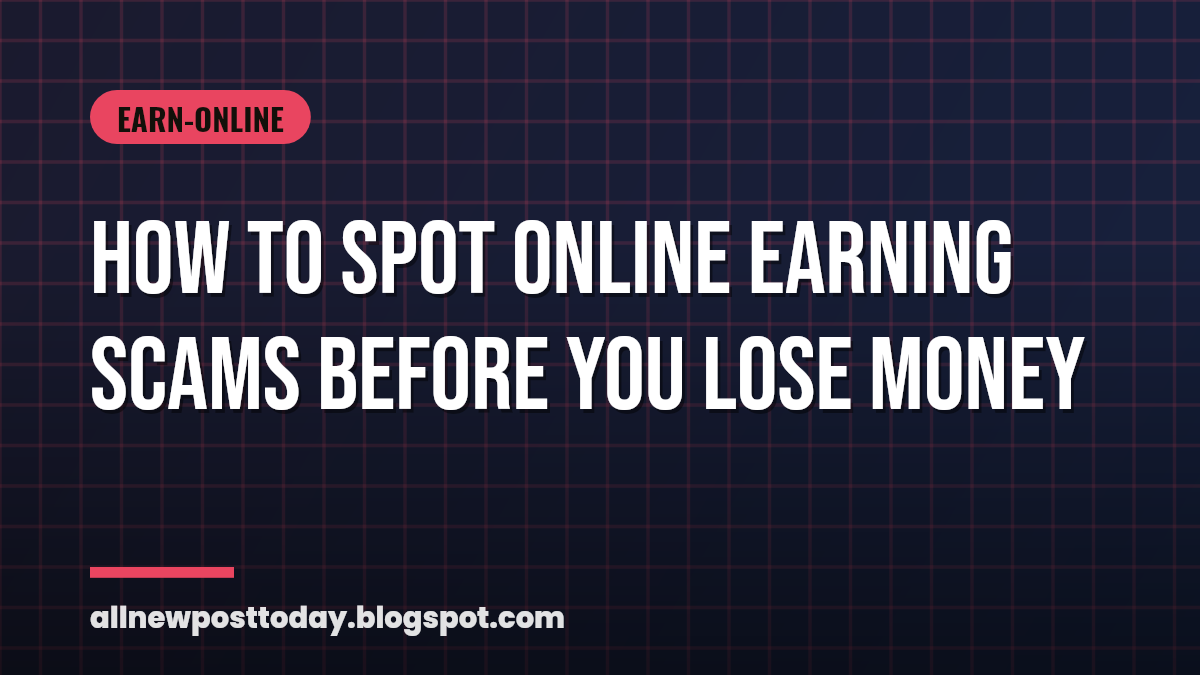 EARN-ONLINE
HOW TO SPOT ONLINE EARNING
SCAMS BEFORE YOU LOSE MONEY
allnewposttoday.blogspot.com